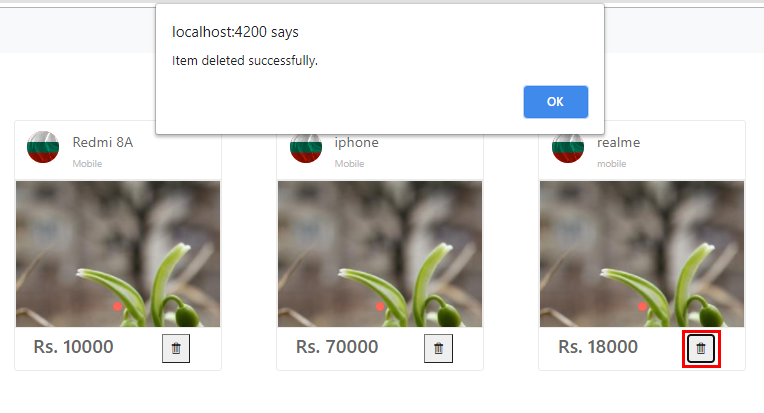 localhost:4200 says
Item deleted successfully.
OK
Redmi 8A
Mobile
iphone
Mobile
realme
mobile
Rs. 10000
Rs. 70000
Rs. 18000